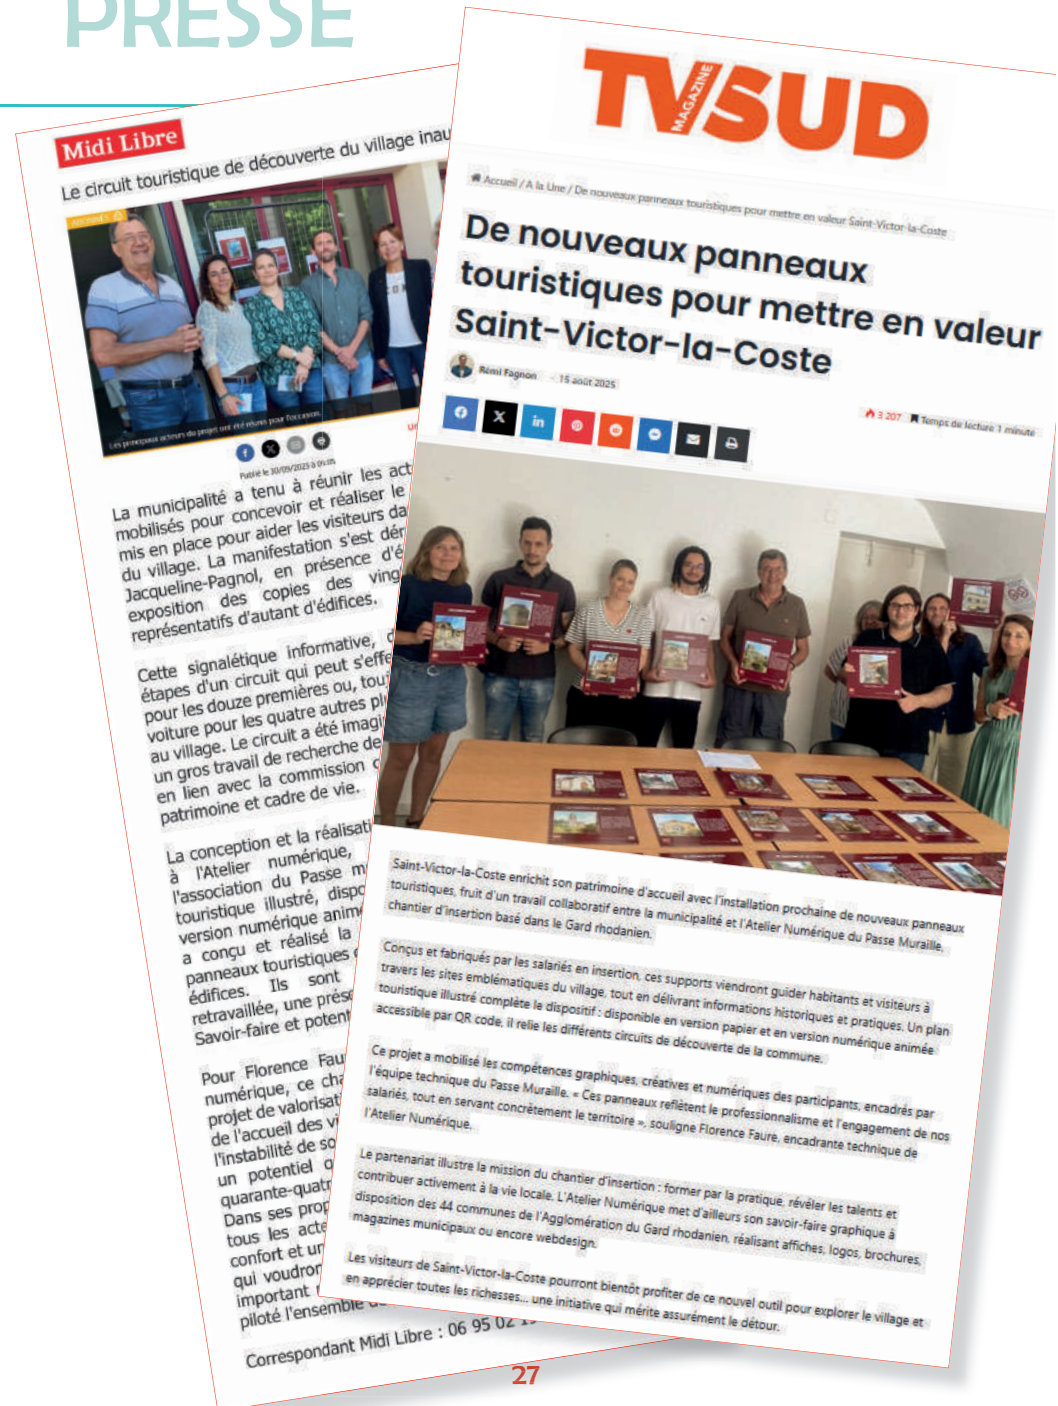 PRESSE
Midi Libre
Le circuit touristique de découverte du village inau
ABONNÉS
Les principaux acteurs du projet ont été réunis pour l'occasion.
Publié le 30/09/2025 à 05:05
La municipalité a tenu à réunir les act
mobilisés pour concevoir et réaliser le
mis en place pour aider les visiteurs da
du village. La manifestation s'est dér
Jacqueline-Pagnol, en présence d'é
exposition des copies des ving
représentatifs d'autant d'édifices.
Cette signalétique informative, d
étapes d'un circuit qui peut s'effe
pour les douze premières ou, touj
voiture pour les quatre autres pl
au village. Le circuit a été imagi
un gros travail de recherche de
en lien avec la commission c
patrimoine et cadre de vie.
La conception et la réalisati
à l'Atelier numérique,
l'association du Passe m
touristique illustré, dispo
version numérique anim
a conçu et réalisé la
panneaux touristiques
édifices. Ils sont
retravaillée, une prése
Savoir-faire et potent
Pour Florence Fau
numérique, ce cha
projet de valorisat
de l'accueil des vi
l'instabilité de so
un potentiel q
quarante-quatr
Dans ses prop
tous les acte
confort et un
qui voudron
important
piloté l'ensemble
Correspondant Midi Libre : 06 95 02
TV SUD
MAGAZINE
Accueil / A la Une / De nouveaux panneaux touristiques pour mettre en valeur Saint-Victor-la-Coste
De nouveaux panneaux
touristiques pour mettre en valeur
Saint-Victor-la-Coste
Rémi Fagnon - 15 août 2025
3 207 Temps de lecture 1 minute
Saint-Victor-la-Coste enrichit son patrimoine d'accueil avec l'installation prochaine de nouveaux panneaux
touristiques, fruit d'un travail collaboratif entre la municipalité et l'Atelier Numérique du Passe Muraille,
chantier d'insertion basé dans le Gard rhodanien.
Conçus et fabriqués par les salariés en insertion, ces supports viendront guider habitants et visiteurs à
travers les sites emblématiques du village, tout en délivrant informations historiques et pratiques. Un plan
touristique illustré complète le dispositif : disponible en version papier et en version numérique animée
accessible par QR code, il relie les différents circuits de découverte de la commune.
Ce projet a mobilisé les compétences graphiques, créatives et numériques des participants, encadrés par
l'équipe technique du Passe Muraille. « Ces panneaux reflètent le professionnalisme et l'engagement de nos
salariés, tout en servant concrètement le territoire », souligne Florence Faure, encadrante technique de
l'Atelier Numérique.
Le partenariat illustre la mission du chantier d'insertion : former par la pratique, révéler les talents et
contribuer activement à la vie locale. L'Atelier Numérique met d'ailleurs son savoir-faire graphique à
disposition des 44 communes de l'Agglomération du Gard rhodanien, réalisant affiches, logos, brochures,
magazines municipaux ou encore webdesign.
Les visiteurs de Saint-Victor-la-Coste pourront bientôt profiter de ce nouvel outil pour explorer le village et
en apprécier toutes les richesses... une initiative qui mérite assurément le détour.
27